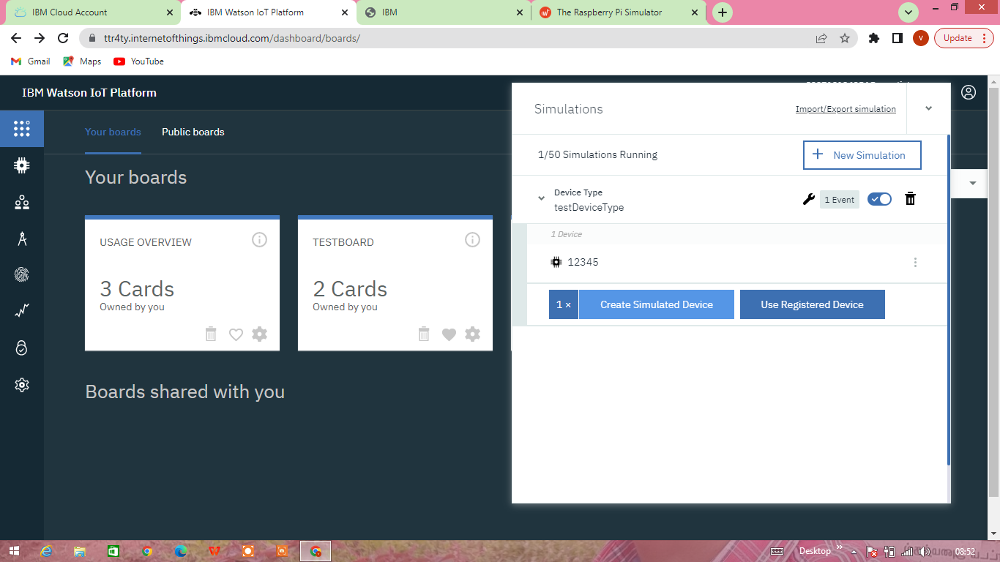 IBM Cloud Account
IBM Watson IoT Platform
IBM
The Raspberry Pi Simulator
ttr4ty.internetofthings.ibmcloud.com/dashboard/boards/
V
Update
Gmail
Maps
YouTube
IBM Watson IoT Platform
Your boards
Public boards
Your boards
USAGE OVERVIEW
3 Cards
Owned by you
TESTBOARD
2 Cards
Owned by you
Boards shared with you
Simulations
Import/Export simulation
1/50 Simulations Running
+ New Simulation
Device Type
testDeviceType
1 Event
1 Device
12345
1 ×
Create Simulated Device
Use Registered Device
Desktop
08:52